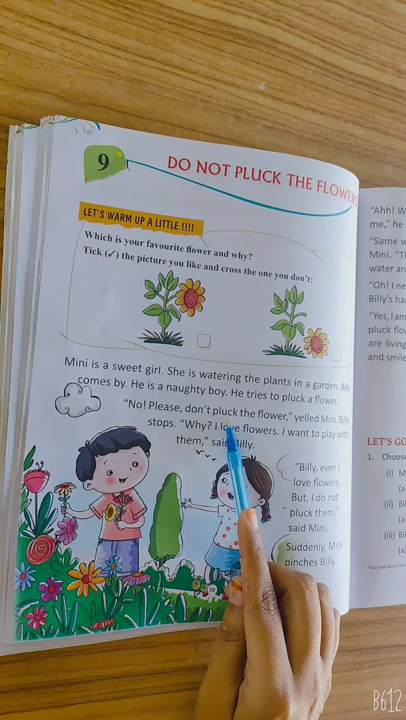 9
DO NOT PLUCK THE FLOWERS
LET'S WARM UP A LITTLE !!!!
Which is your favourite flower and why?
Tick (✓) the picture you like and cross the one you don't:
Mini is a sweet girl. She is watering the plants in a garden. Billy
comes by. He is a naughty boy. He tries to pluck a flower.
"No! Please, don't pluck the flower," yelled Mini. Billy
stops. "Why? I love flowers. I want to play with
them," said Billy.
"Billy, even I
love flowers.
But, I do not
pluck them,"
said Mini.
Suddenly, Mini
pinches Billy.
"Ahh! W
me," he
"Same w
Mini. "T
water an
"Oh! I ne
Billy's ha
"Yes, I am
pluck flo
are living
and smile
LET'S GO
1. Choose
(i) M
(a)
(ii) Bi
(a)
(iii) Bi
(a)
B612